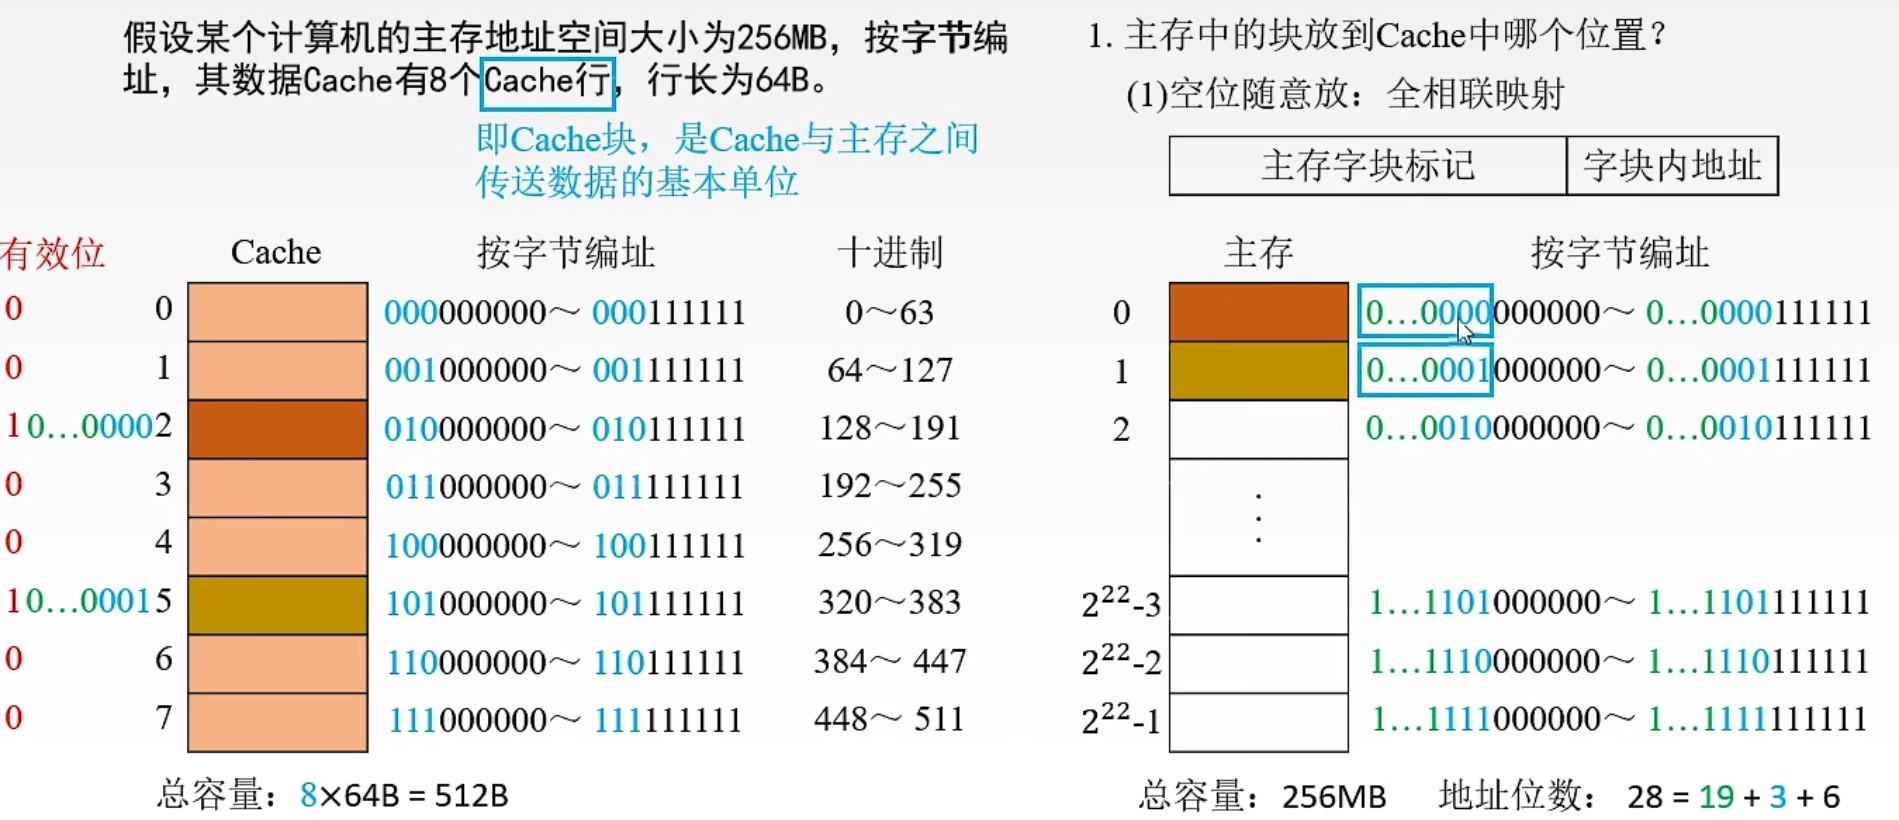 假设某个计算机的主存地址空间大小为256MB，按字节编
址，其数据Cache有8个Cache行，行长为64B。
即Cache块，是Cache与主存之间
传送数据的基本单位
有效位 Cache 按字节编址 十进制
0 0 000000000～ 000111111 0～63
0 1 001000000～ 001111111 64～127
1 0…0000 2 010000000～ 010111111 128～191
0 3 011000000～ 011111111 192～255
0 4 100000000～ 100111111 256～319
1 0…0001 5 101000000～ 101111111 320～383
0 6 110000000～ 110111111 384～ 447
0 7 111000000～ 111111111 448～ 511
总容量：8×64B = 512B
1. 主存中的块放到Cache中哪个位置？
(1)空位随意放：全相联映射
主存字块标记 字块内地址
主存 按字节编址
0 0…0000000000～ 0…0000111111
1 0…0001000000～ 0…0001111111
2 0…0010000000～ 0…0010111111
⋮
2²²-3 1…1101000000～ 1…1101111111
2²²-2 1…1110000000～ 1…1110111111
2²²-1 1…1111000000～ 1…1111111111
总容量：256MB 地址位数： 28 = 19 + 3 + 6